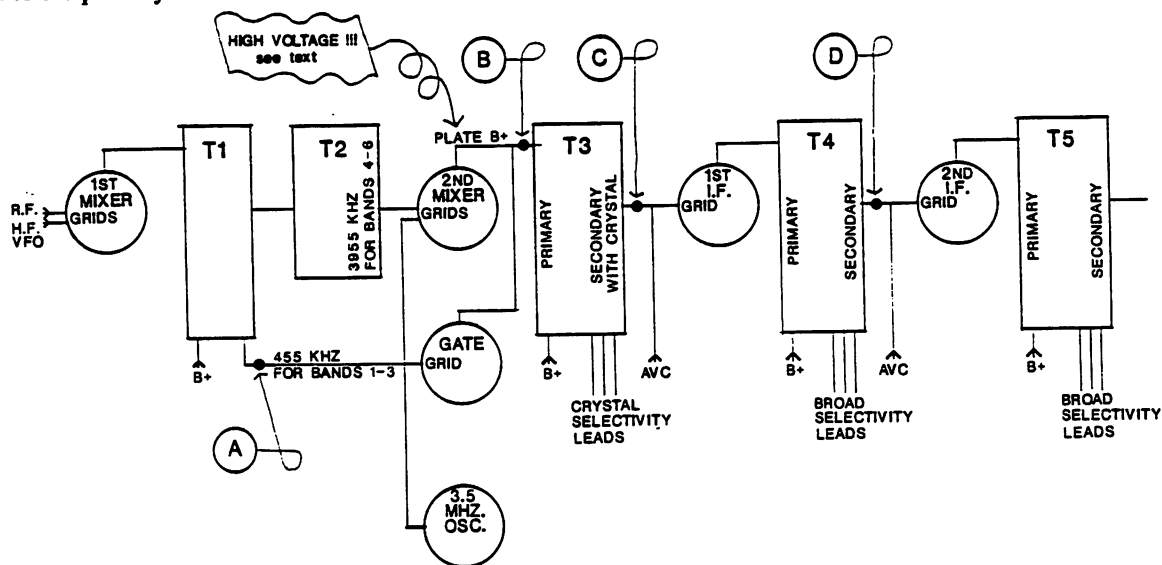 HIGH VOLTAGE !!!
see text
B
C
D
PLATE B+
T1
T2
3955 KHZ
FOR BANDS 4-6
T3
PRIMARY
SECONDARY
WITH CRYSTAL
T4
PRIMARY
SECONDARY
T5
PRIMARY
SECONDARY
1ST
MIXER
GRIDS
R.F.
H.F.
VFO
2ND
MIXER
GRIDS
1ST
I.F.
GRID
2ND
I.F.
GRID
GATE
GRID
B+
455 KHZ
FOR BANDS 1-3
B+
AVC
B+
AVC
B+
CRYSTAL
SELECTIVITY
LEADS
BROAD
SELECTIVITY
LEADS
BROAD
SELECTIVITY
LEADS
A
3.5
MHZ.
OSC.